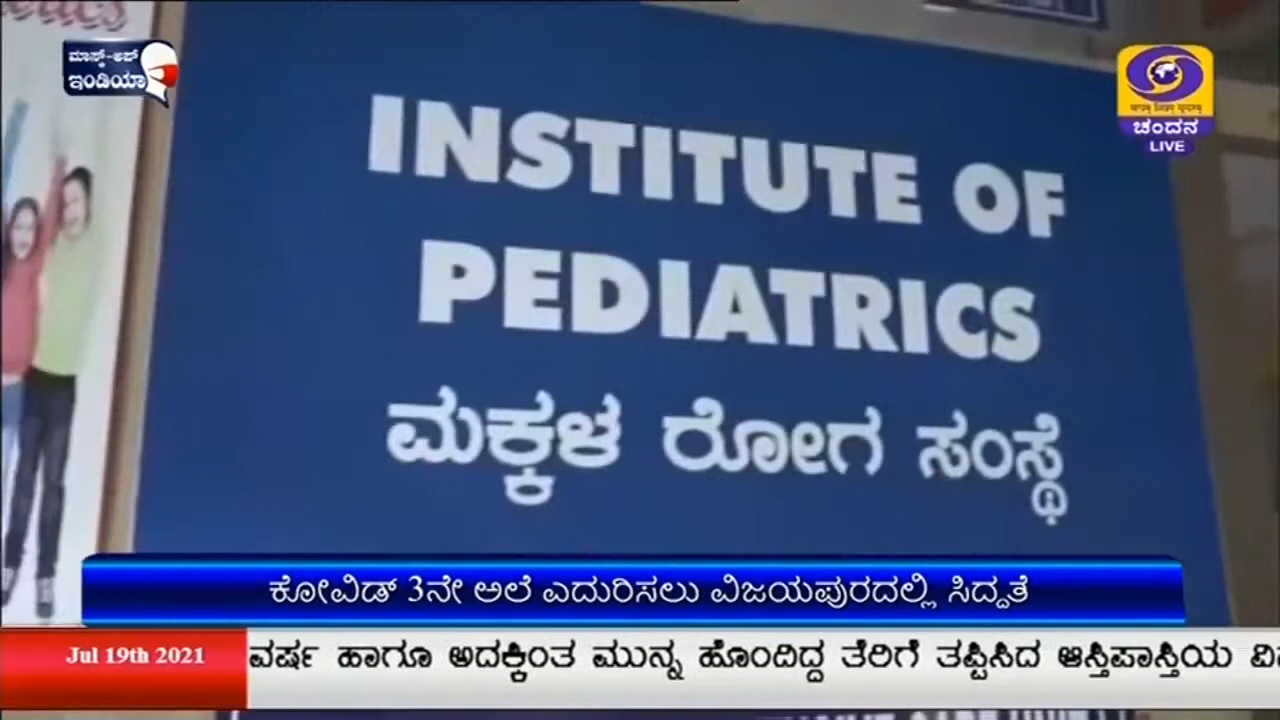 ಮಾಸ್ಕ್-ಅಪ್
ಇಂಡಿಯಾ
ಚಂದನ
LIVE
INSTITUTE OF
PEDIATRICS
ಮಕ್ಕಳ ರೋಗ ಸಂಸ್ಥೆ
ಕೋವಿಡ್ 3ನೇ ಅಲೆ ಎದುರಿಸಲು ವಿಜಯಪುರದಲ್ಲಿ ಸಿದ್ದತೆ
Jul 19th 2021
ವರ್ಷ ಹಾಗೂ ಅದಕ್ಕಿಂತ ಮುನ್ನ ಹೊಂದಿದ್ದ ತೆರಿಗೆ ತಪ್ಪಿಸಿದ ಆಸ್ತಿಪಾಸ್ತಿಯ